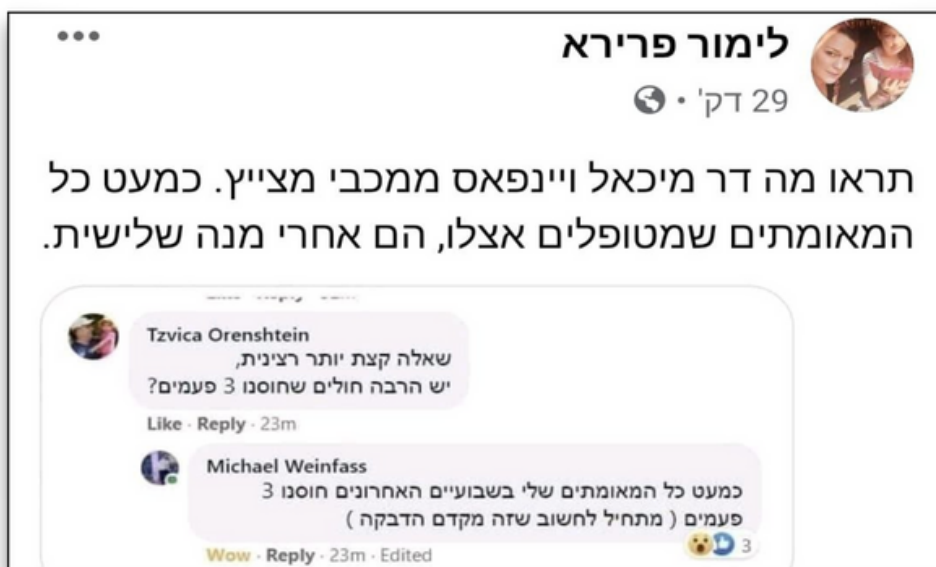 לימור פרירא
29 דק'
תראו מה דר מיכאל ויינפאס ממכבי מצייץ. כמעט כל
המאומתים שמטופלים אצלו, הם אחרי מנה שלישית.
Tzvica Orenshtein
שאלה קצת יותר רצינית,
יש הרבה חולים שחוסנו 3 פעמים?
Like · Reply · 23m
Michael Weinfass
כמעט כל המאומתים שלי בשבועיים האחרונים חוסנו 3
פעמים ( מתחיל לחשוב שזה מקדם הדבקה )
3
Wow · Reply · 23m · Edited